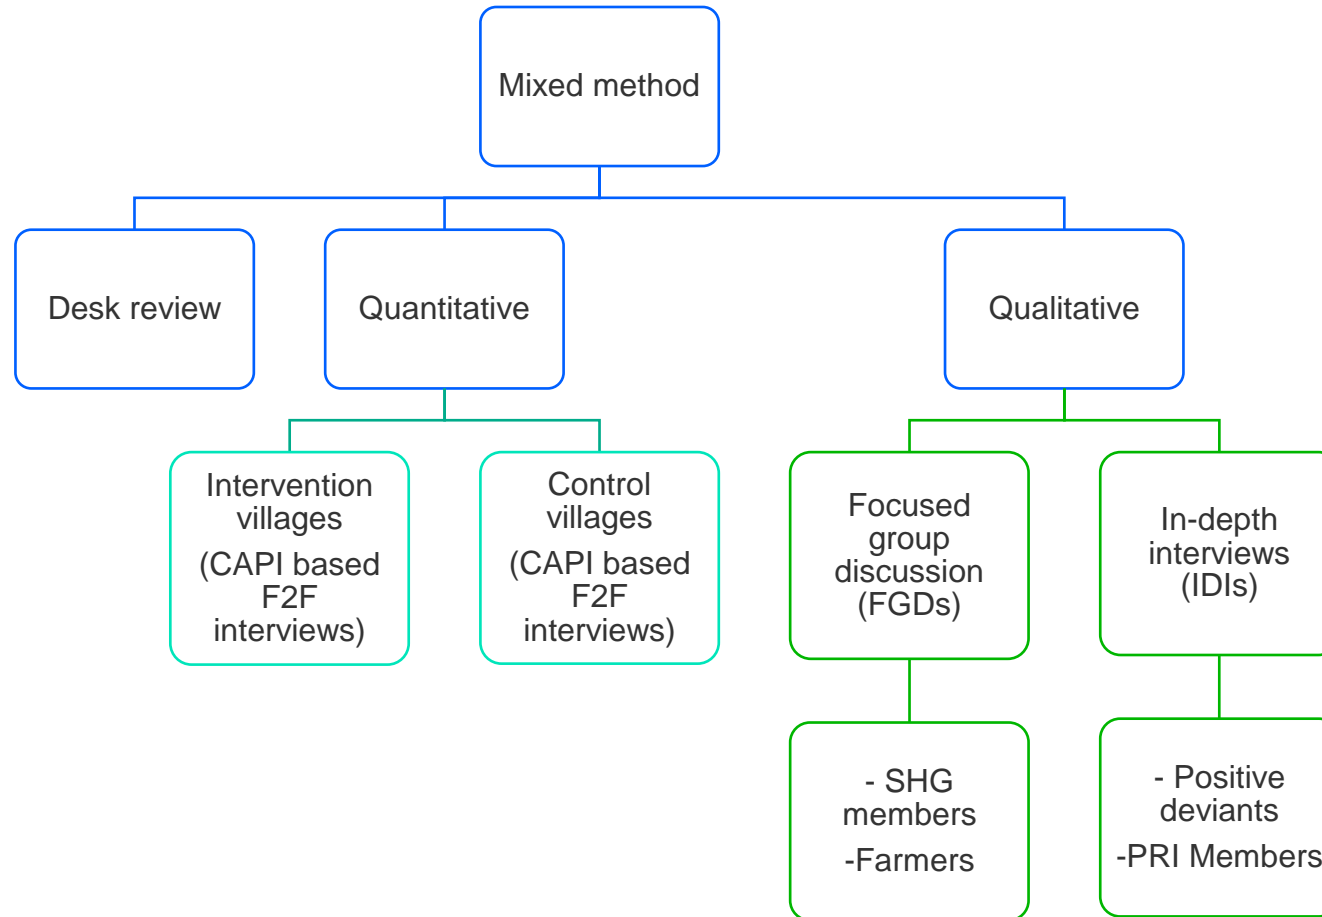 Mixed method
Desk review
Quantitative
Qualitative
Intervention
villages
(CAPI based
F2F
interviews)
Control
villages
(CAPI based
F2F
interviews)
Focused
group
discussion
(FGDs)
In-depth
interviews
(IDIs)
- SHG
members
-Farmers
- Positive
deviants
-PRI Members